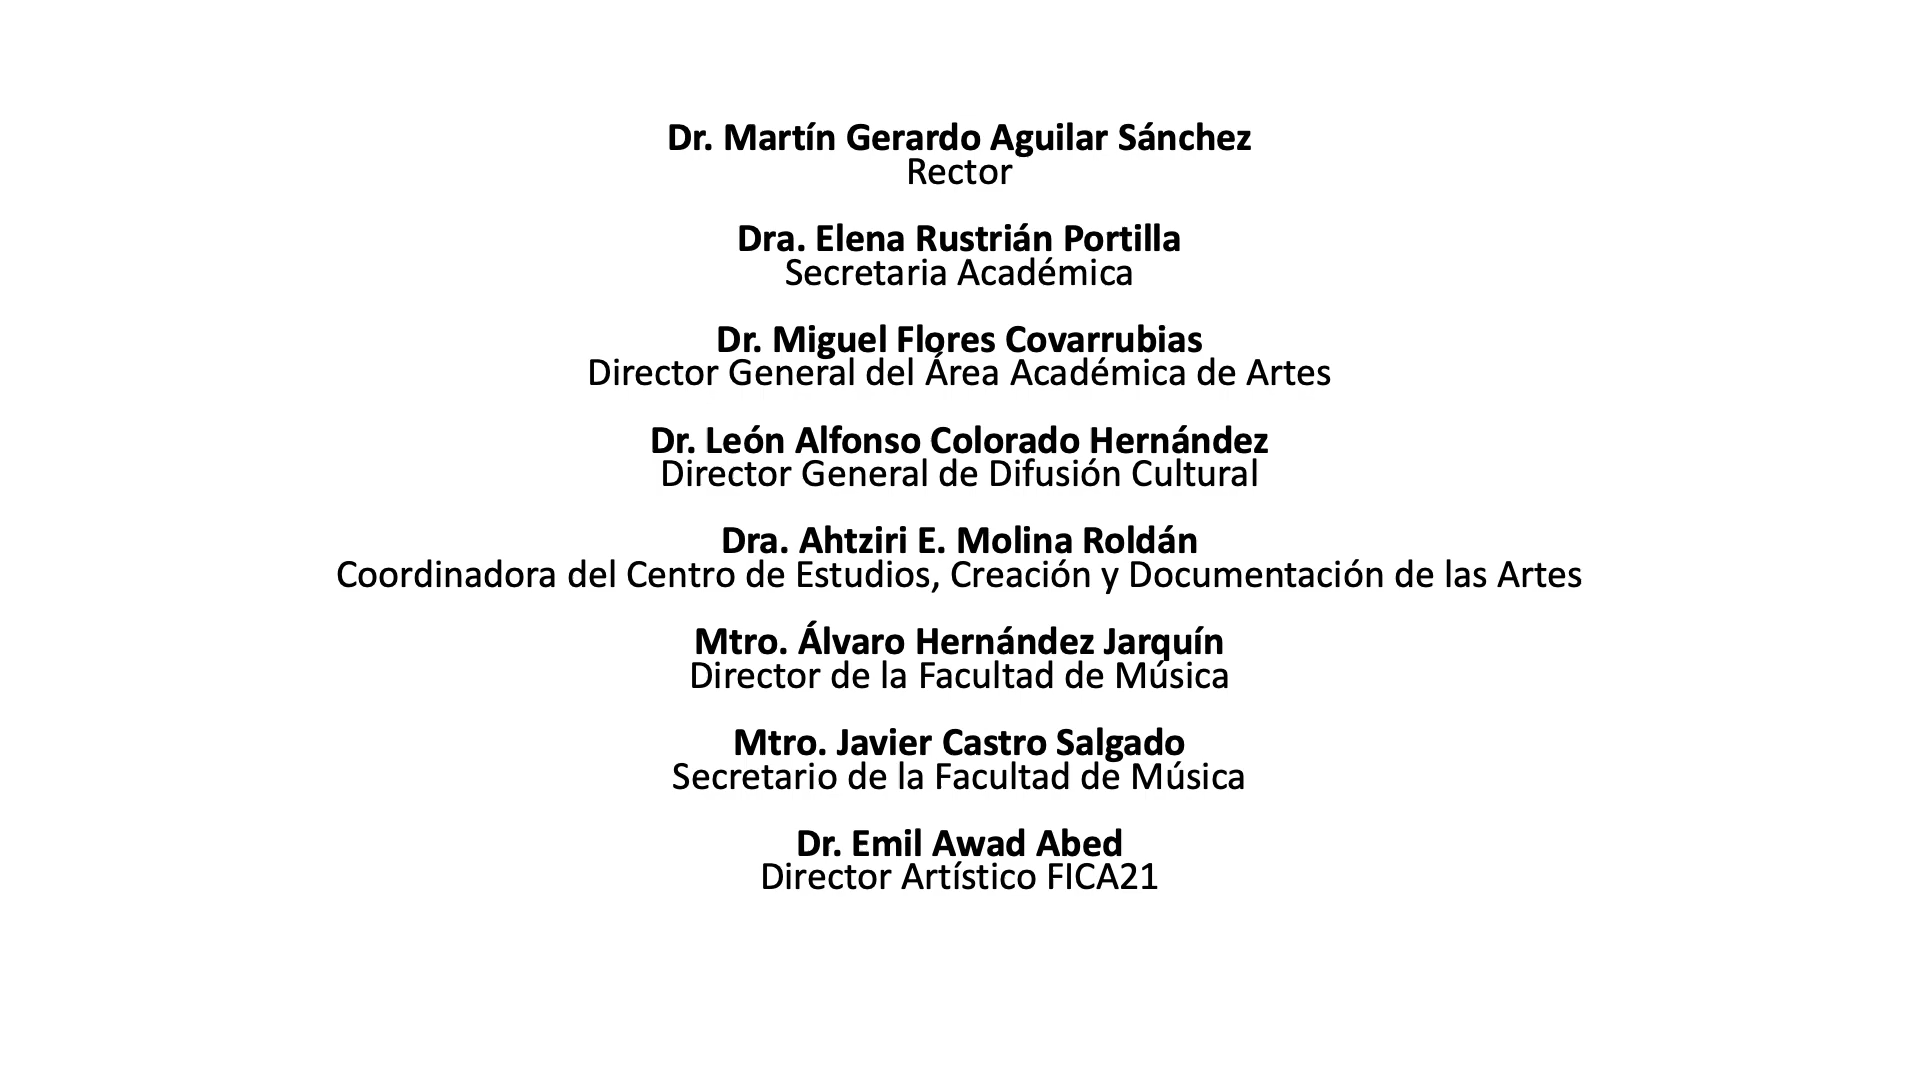 Dr. Martín Gerardo Aguilar Sánchez
Rector
Dra. Elena Rustrián Portilla
Secretaria Académica
Dr. Miguel Flores Covarrubias
Director General del Área Académica de Artes
Dr. León Alfonso Colorado Hernández
Director General de Difusión Cultural
Dra. Ahtziri E. Molina Roldán
Coordinadora del Centro de Estudios, Creación y Documentación de las Artes
Mtro. Álvaro Hernández Jarquín
Director de la Facultad de Música
Mtro. Javier Castro Salgado
Secretario de la Facultad de Música
Dr. Emil Awad Abed
Director Artístico FICA21